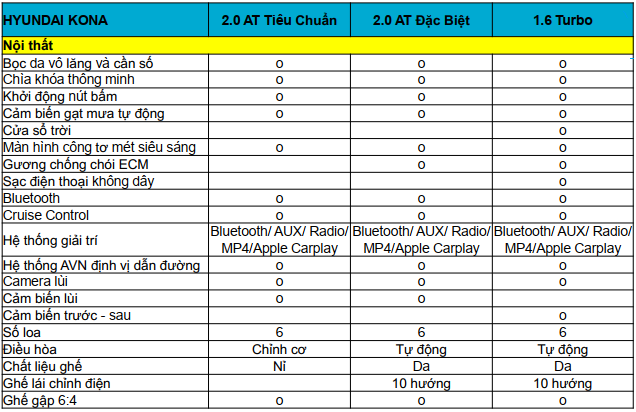 HYUNDAI KONA 2.0 AT Tiêu Chuẩn 2.0 AT Đặc Biệt 1.6 Turbo
Nội thất
Bọc da vô lăng và cần số o o o
Chìa khóa thông minh o o o
Khởi động nút bấm o o o
Cảm biến gạt mưa tự động o o o
Cửa sổ trời o
Màn hình công tơ mét siêu sáng o o o
Gương chống chói ECM o o
Sạc điện thoại không dây o
Bluetooth o o o
Cruise Control o o o
Hệ thống giải trí Bluetooth/ AUX/ Radio/ Bluetooth/ AUX/ Radio/ Bluetooth/ AUX/ Radio/
MP4/Apple Carplay MP4/Apple Carplay MP4/Apple Carplay
Hệ thống AVN định vị dẫn đường o o o
Camera lùi o o o
Cảm biến lùi o o
Cảm biến trước - sau o
Số loa 6 6 6
Điều hòa Chỉnh cơ Tự động Tự động
Chất liệu ghế Nỉ Da Da
Ghế lái chỉnh điện 10 hướng 10 hướng
Ghế gập 6:4 o o o